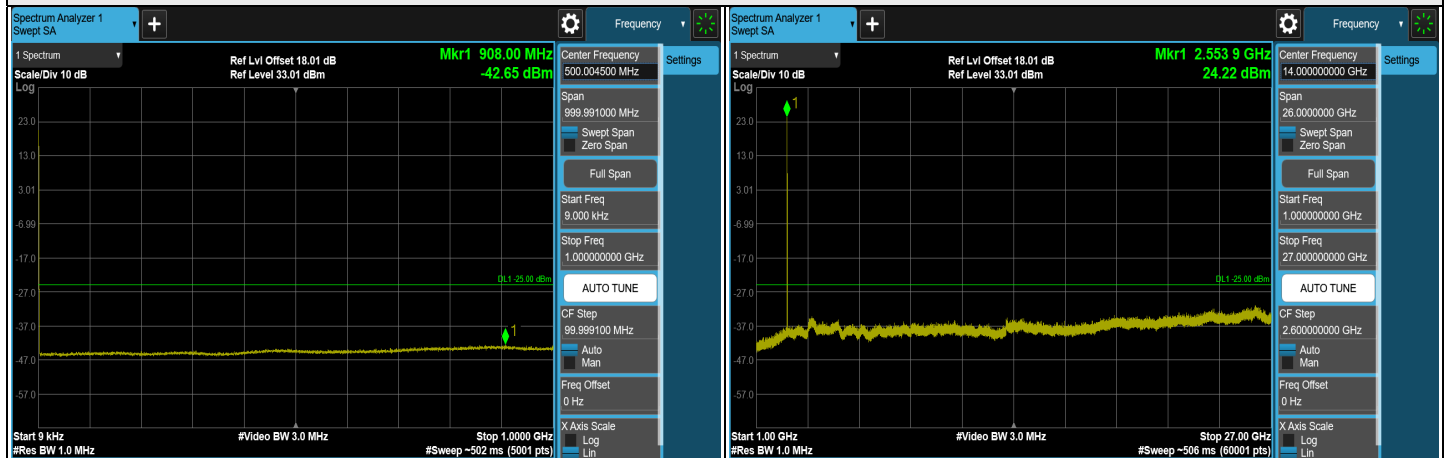 Spectrum Analyzer 1
Swept SA
+
Frequency
1 Spectrum
Scale/Div 10 dB
Log
Ref Lvl Offset 18.01 dB
Ref Level 33.01 dBm
Mkr1 908.00 MHz
-42.65 dBm
23.0
13.0
3.01
-6.99
-17.0
-27.0
-37.0
-47.0
-57.0
DL1 -25.00 dBm
1
Start 9 kHz
#Res BW 1.0 MHz
#Video BW 3.0 MHz
Stop 1.0000 GHz
#Sweep ~502 ms (5001 pts)
Center Frequency
500.004500 MHz
Settings
Span
999.991000 MHz
Swept Span
Zero Span
Full Span
Start Freq
9.000 kHz
Stop Freq
1.000000000 GHz
AUTO TUNE
CF Step
99.999100 MHz
Auto
Man
Freq Offset
0 Hz
X Axis Scale
Log
Lin
Spectrum Analyzer 1
Swept SA
+
Frequency
1 Spectrum
Scale/Div 10 dB
Log
Ref Lvl Offset 18.01 dB
Ref Level 33.01 dBm
Mkr1 2.553 9 GHz
24.22 dBm
1
23.0
13.0
3.01
-6.99
-17.0
-27.0
-37.0
-47.0
-57.0
DL1 -25.00 dBm
Start 1.00 GHz
#Res BW 1.0 MHz
#Video BW 3.0 MHz
Stop 27.00 GHz
#Sweep ~506 ms (60001 pts)
Center Frequency
14.000000000 GHz
Settings
Span
26.0000000 GHz
Swept Span
Zero Span
Full Span
Start Freq
1.000000000 GHz
Stop Freq
27.000000000 GHz
AUTO TUNE
CF Step
2.600000000 GHz
Auto
Man
Freq Offset
0 Hz
X Axis Scale
Log
Lin